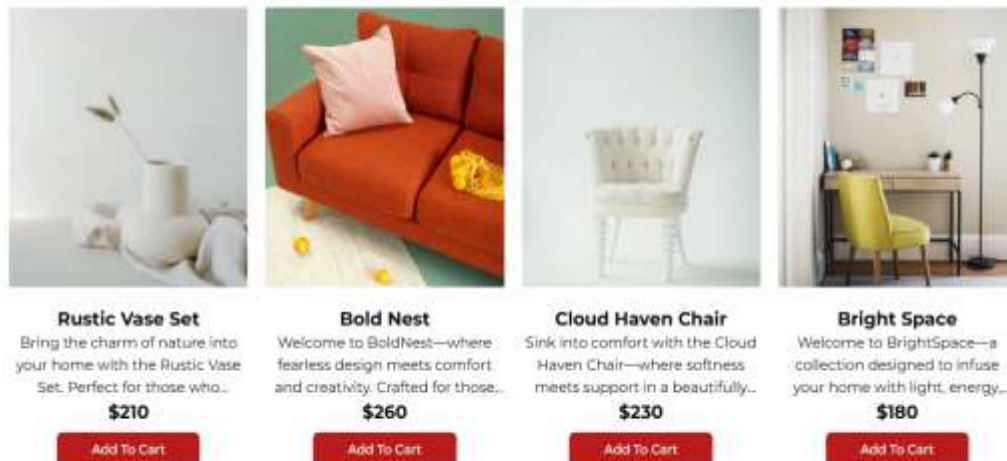 Rustic Vase Set
Bring the charm of nature into
your home with the Rustic Vase
Set. Perfect for those who...
$210
Add To Cart
Bold Nest
Welcome to BoldNest—where
fearless design meets comfort
and creativity. Crafted for those...
$260
Add To Cart
Cloud Haven Chair
Sink into comfort with the Cloud
Haven Chair—where softness
meets support in a beautifully...
$230
Add To Cart
Bright Space
Welcome to BrightSpace—a
collection designed to infuse
your home with light, energy...
$180
Add To Cart